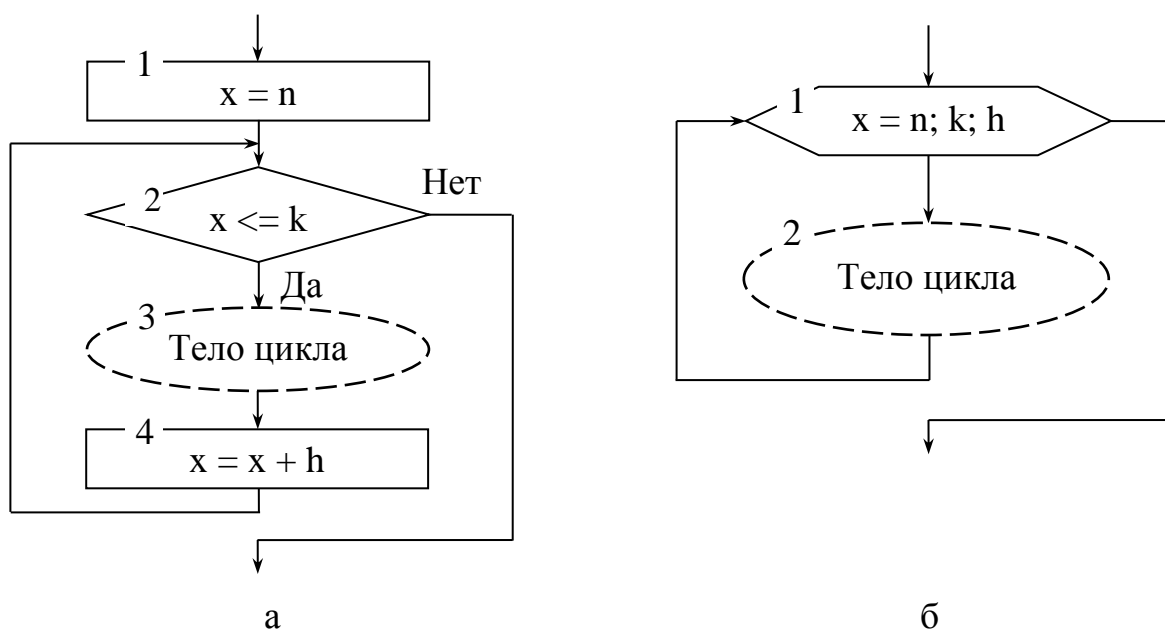 1
x = n
2
x <= k
Нет
Да
3
Тело цикла
4
x = x + h
а
1
x = n; k; h
2
Тело цикла
б